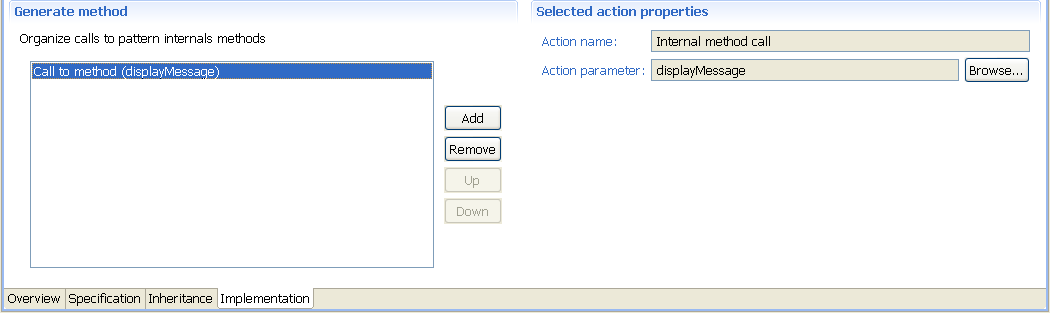 Generate method
Organize calls to pattern internals methods
Call to method (displayMessage)
Add
Remove
Up
Down
Selected action properties
Action name: Internal method call
Action parameter: displayMessage Browse...
Overview Specification Inheritance Implementation